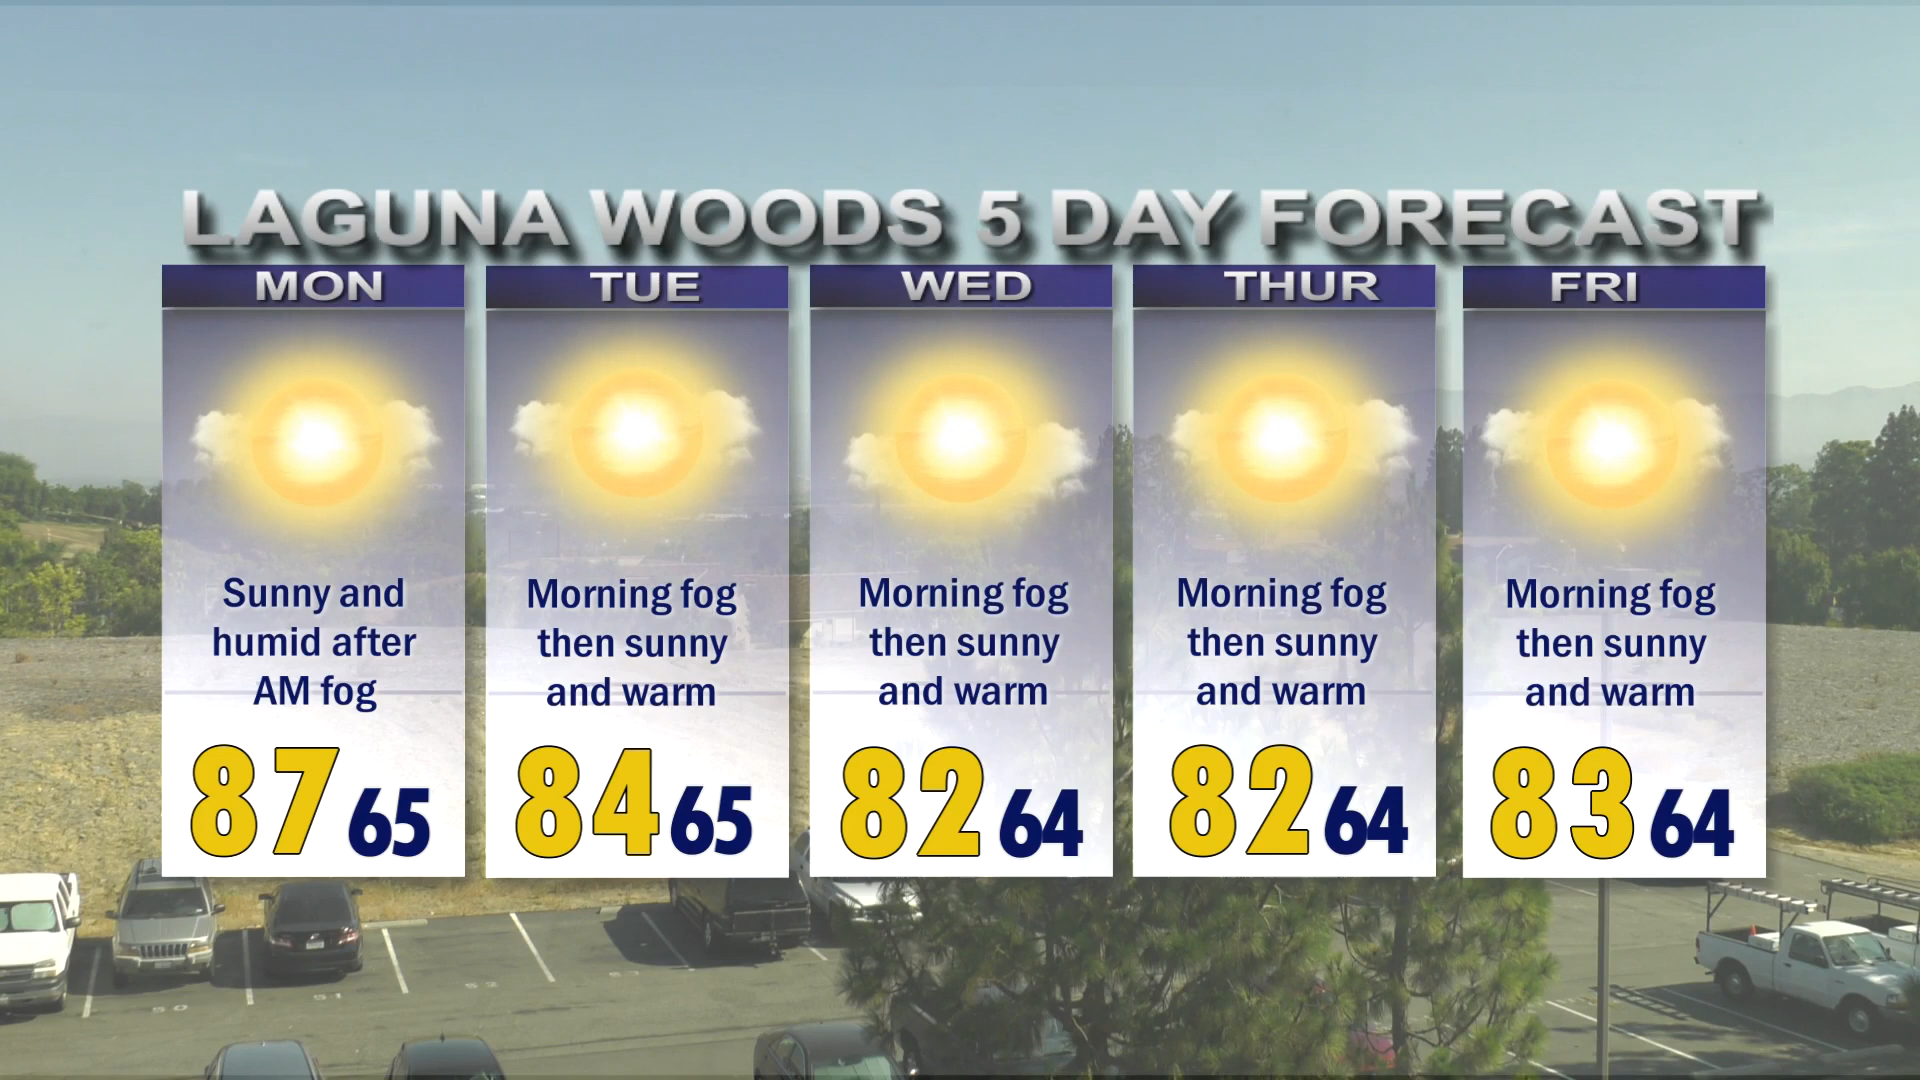 LAGUNA WOODS 5 DAY FORECAST
MON
Sunny and
humid after
AM fog
87 65
TUE
Morning fog
then sunny
and warm
84 65
WED
Morning fog
then sunny
and warm
82 64
THUR
Morning fog
then sunny
and warm
82 64
FRI
Morning fog
then sunny
and warm
83 64